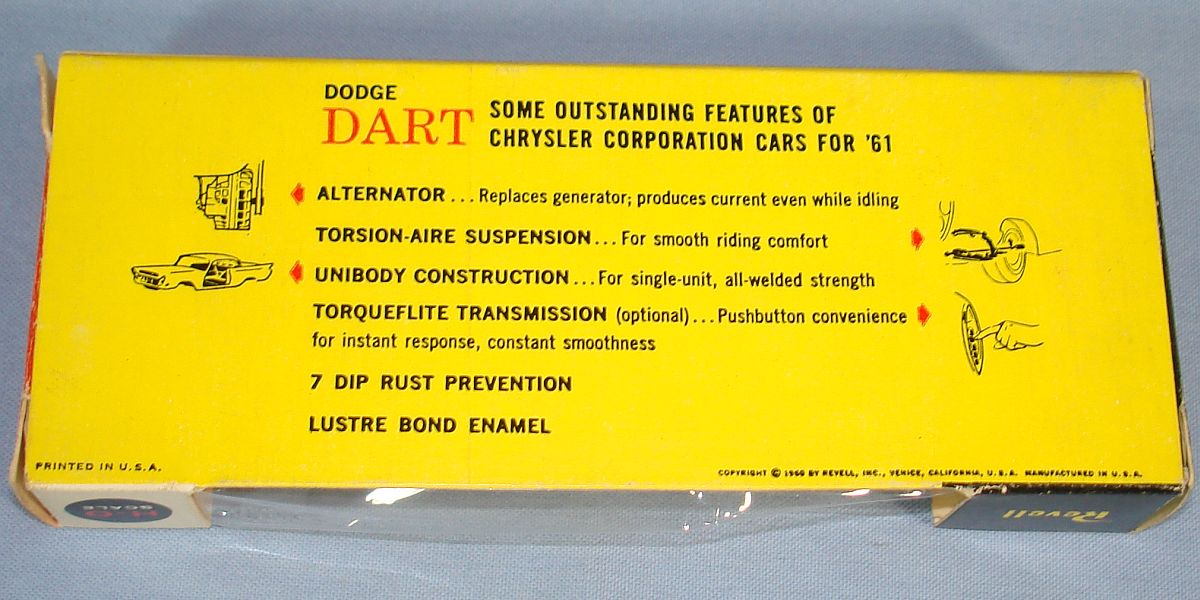 DODGE
DART
SOME OUTSTANDING FEATURES OF
CHRYSLER CORPORATION CARS FOR '61
ALTERNATOR ... Replaces generator; produces current even while idling
TORSION-AIRE SUSPENSION ... For smooth riding comfort
UNIBODY CONSTRUCTION ... For single-unit, all-welded strength
TORQUEFLITE TRANSMISSION (optional) ... Pushbutton convenience
for instant response, constant smoothness
7 DIP RUST PREVENTION
LUSTRE BOND ENAMEL
PRINTED IN U.S.A.
COPYRIGHT © 1960 BY REVELL, INC., VENICE, CALIFORNIA, U.S.A. MANUFACTURED IN U.S.A.
H-O
SCALE
Revell